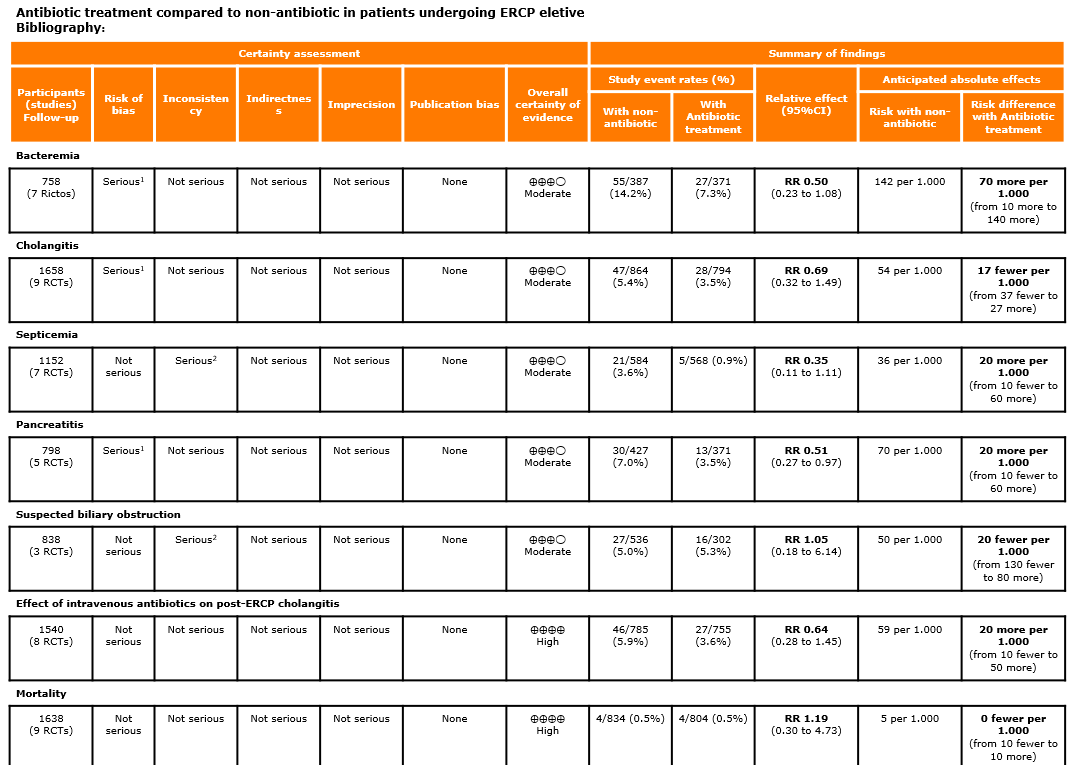 Antibiotic treatment compared to non-antibiotic in patients undergoing ERCP eletive
Bibliography:
Certainty assessment
Summary of findings
Participants
(studies)
Follow-up
Risk of
bias
Inconsisten
cy
Indirectnes
s
Imprecision
Publication bias
Overall
certainty of
evidence
Study event rates (%)
With non-
antibiotic
With
Antibiotic
treatment
Relative effect
(95%CI)
Anticipated absolute effects
Risk with non-
antibiotic
Risk difference
with Antibiotic
treatment
Bacteremia
758
(7 Rictos)
Serious¹
Not serious
Not serious
Not serious
None
⨁⨁⨁◯
Moderate
55/387
(14.2%)
27/371
(7.3%)
RR 0.50
(0.23 to 1.08)
142 per 1.000
70 more per
1.000
(from 10 more to
140 more)
Cholangitis
1658
(9 RCTs)
Serious¹
Not serious
Not serious
Not serious
None
⨁⨁⨁◯
Moderate
47/864
(5.4%)
28/794
(3.5%)
RR 0.69
(0.32 to 1.49)
54 per 1.000
17 fewer per
1.000
(from 37 fewer to
27 more)
Septicemia
1152
(7 RCTs)
Not
serious
Serious²
Not serious
Not serious
None
⨁⨁⨁◯
Moderate
21/584
(3.6%)
5/568 (0.9%)
RR 0.35
(0.11 to 1.11)
36 per 1.000
20 more per
1.000
(from 10 fewer to
60 more)
Pancreatitis
798
(5 RCTs)
Serious¹
Not serious
Not serious
Not serious
None
⨁⨁⨁◯
Moderate
30/427
(7.0%)
13/371
(3.5%)
RR 0.51
(0.27 to 0.97)
70 per 1.000
20 more per
1.000
(from 10 fewer to
60 more)
Suspected biliary obstruction
838
(3 RCTs)
Not
serious
Serious²
Not serious
Not serious
None
⨁⨁⨁◯
Moderate
27/536
(5.0%)
16/302
(5.3%)
RR 1.05
(0.18 to 6.14)
50 per 1.000
20 fewer per
1.000
(from 130 fewer
to 80 more)
Effect of intravenous antibiotics on post-ERCP cholangitis
1540
(8 RCTs)
Not
serious
Not serious
Not serious
Not serious
None
⨁⨁⨁⨁
High
46/785
(5.9%)
27/755
(3.6%)
RR 0.64
(0.28 to 1.45)
59 per 1.000
20 more per
1.000
(from 10 fewer to
50 more)
Mortality
1638
(9 RCTs)
Not
serious
Not serious
Not serious
Not serious
None
⨁⨁⨁⨁
High
4/834 (0.5%)
4/804 (0.5%)
RR 1.19
(0.30 to 4.73)
5 per 1.000
0 fewer per
1.000
(from 10 fewer to
10 more)